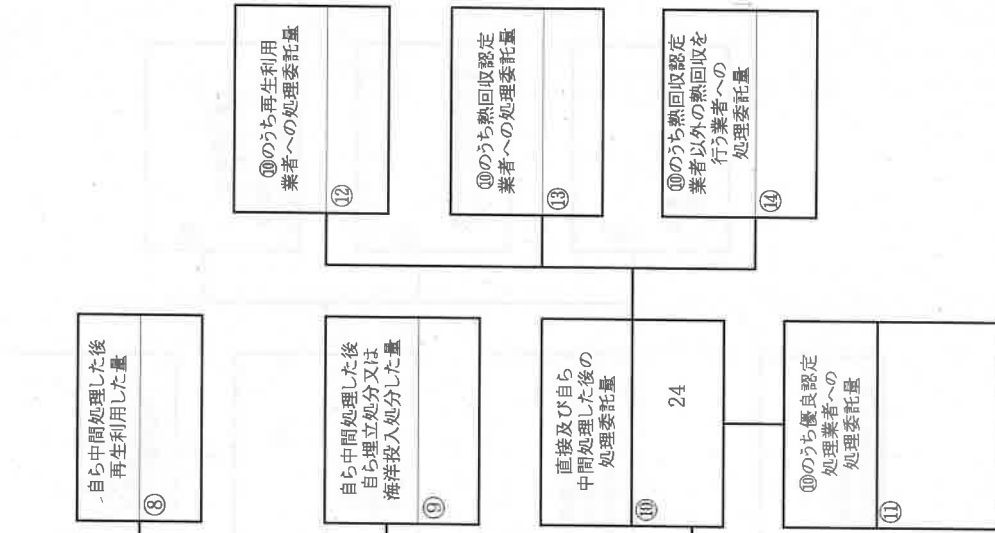 自ら中間処理した後
再生利用した量
⑧
自ら中間処理した後
自ら埋立処分又は
海洋投入処分した量
⑨
直接及び自ら
中間処理した後の
処理委託量
⑩
24
⑩のうち優良認定
処理業者への
処理委託量
⑪
⑩のうち再生利用
業者への処理委託量
⑫
⑩のうち熱回収認定
業者への処理委託量
⑬
⑩のうち熱回収認定
業者以外の熱回収を
行う業者への
処理委託量
⑭